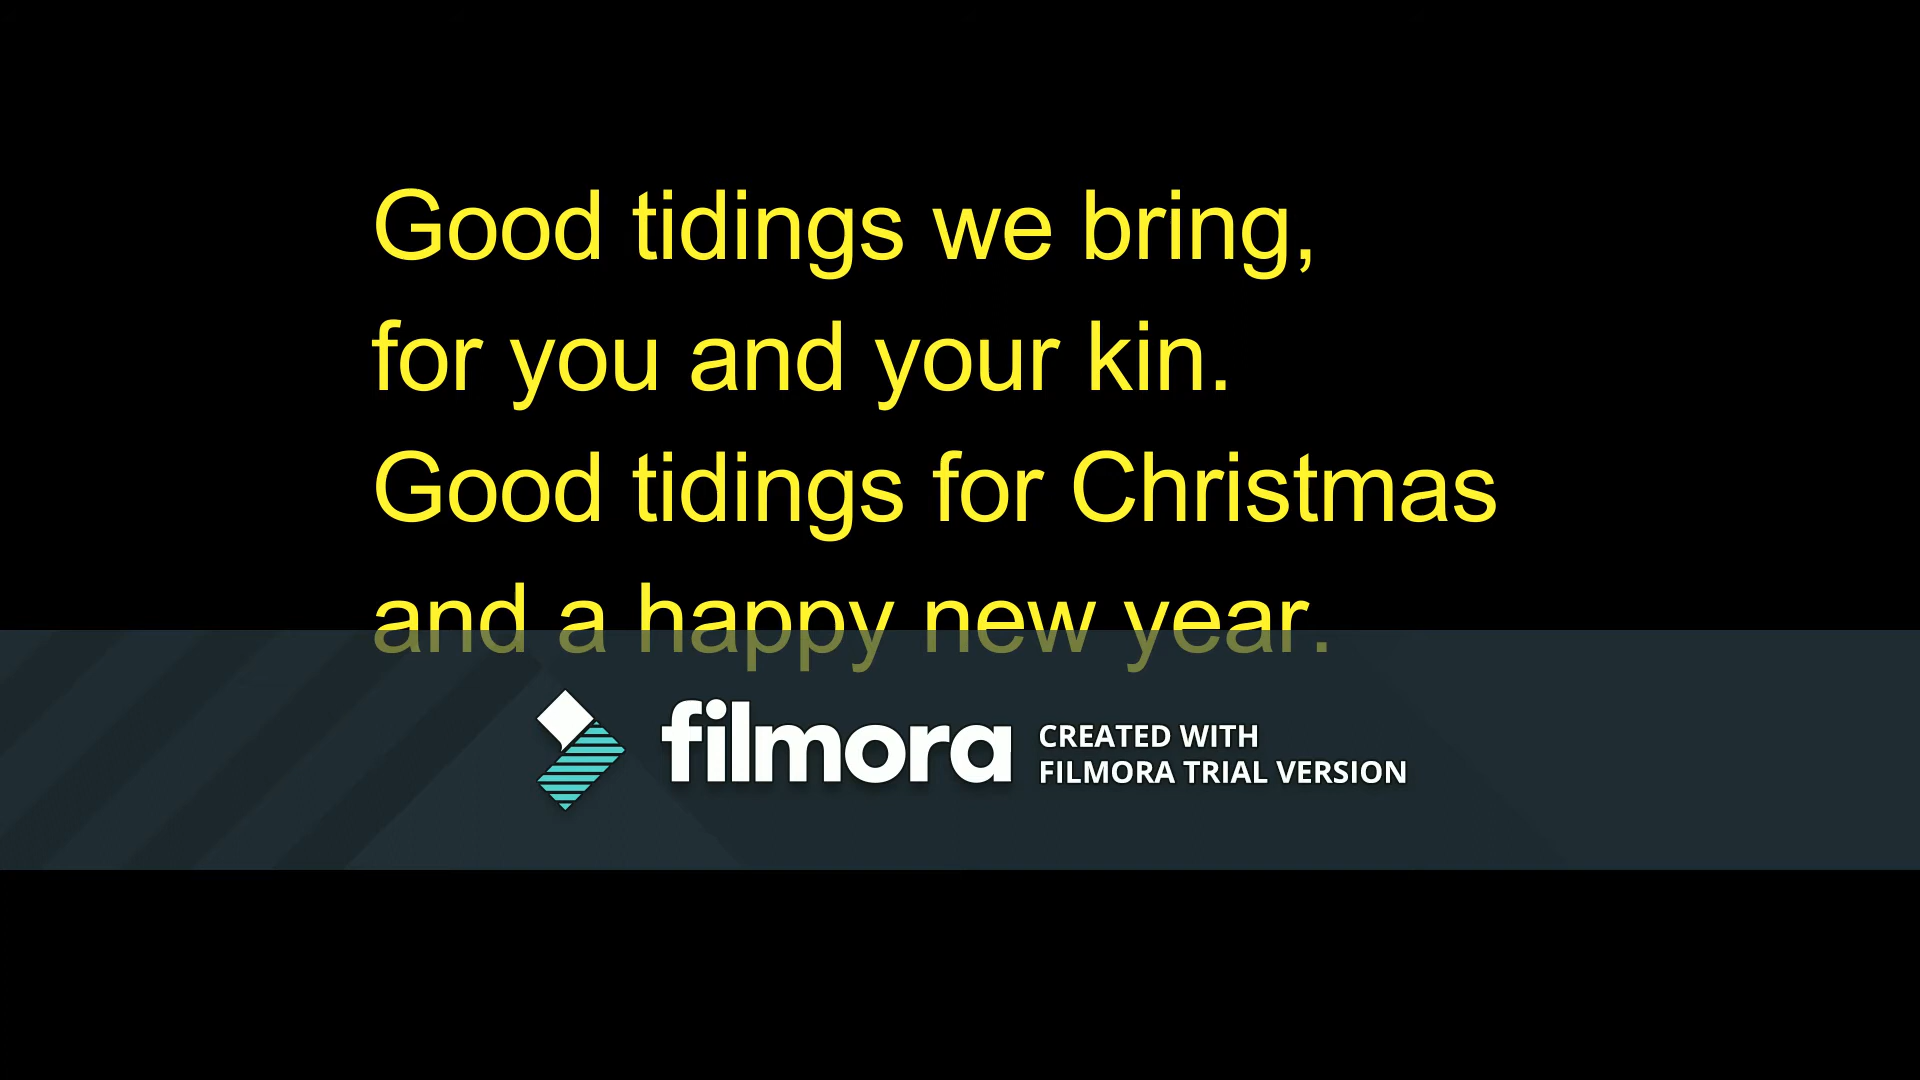 Good tidings we bring,
for you and your kin.
Good tidings for Christmas
and a happy new year.
filmora
CREATED WITH
FILMORA TRIAL VERSION